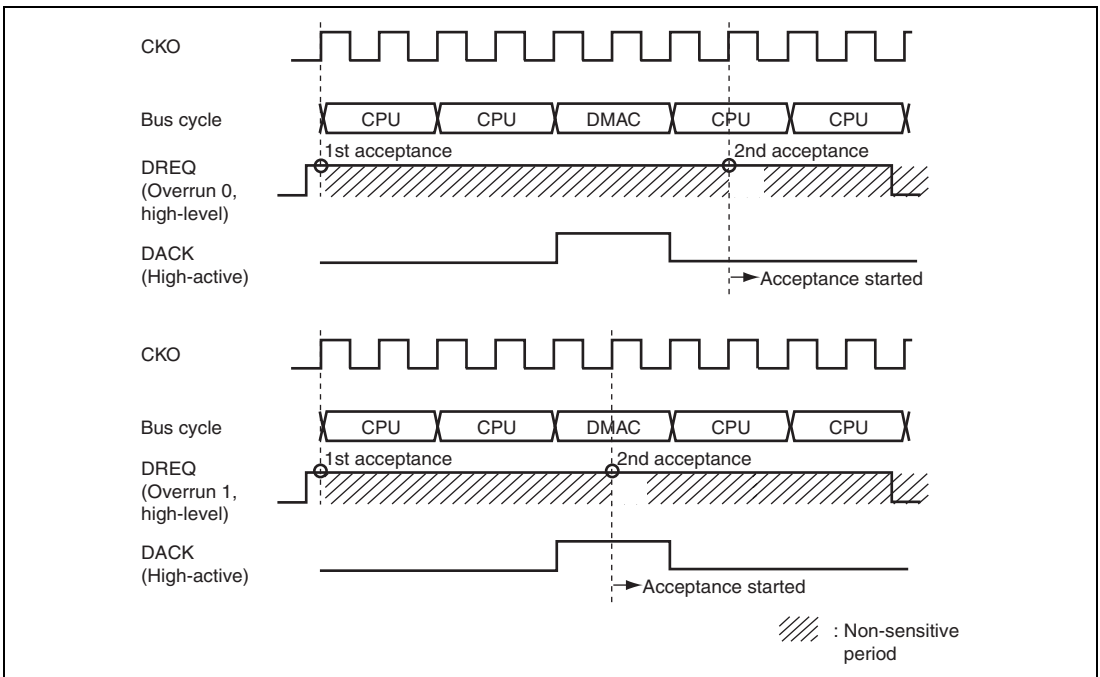 CKO
Bus cycle CPU CPU DMAC CPU CPU
1st acceptance 2nd acceptance
DREQ
(Overrun 0,
high-level)
DACK
(High-active)
Acceptance started
CKO
Bus cycle CPU CPU DMAC CPU CPU
1st acceptance 2nd acceptance
DREQ
(Overrun 1,
high-level)
DACK
(High-active)
Acceptance started
: Non-sensitive
period